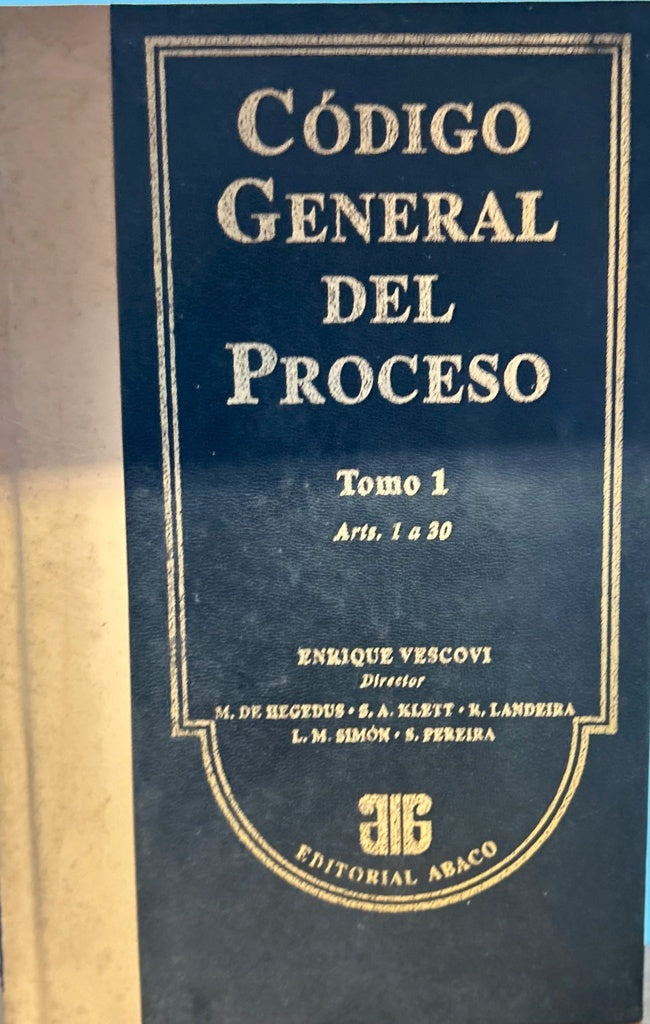 CÓDIGO
GENERAL
DEL
PROCESO
Tomo 1
Arts. 1 a 30
ENRIQUE VESCOVI
Director
M. DE HEGEDUS • S. A. KLETT • R. LANDEIRA
L. M. SIMÓN • S. PEREIRA
EDITORIAL ABACO